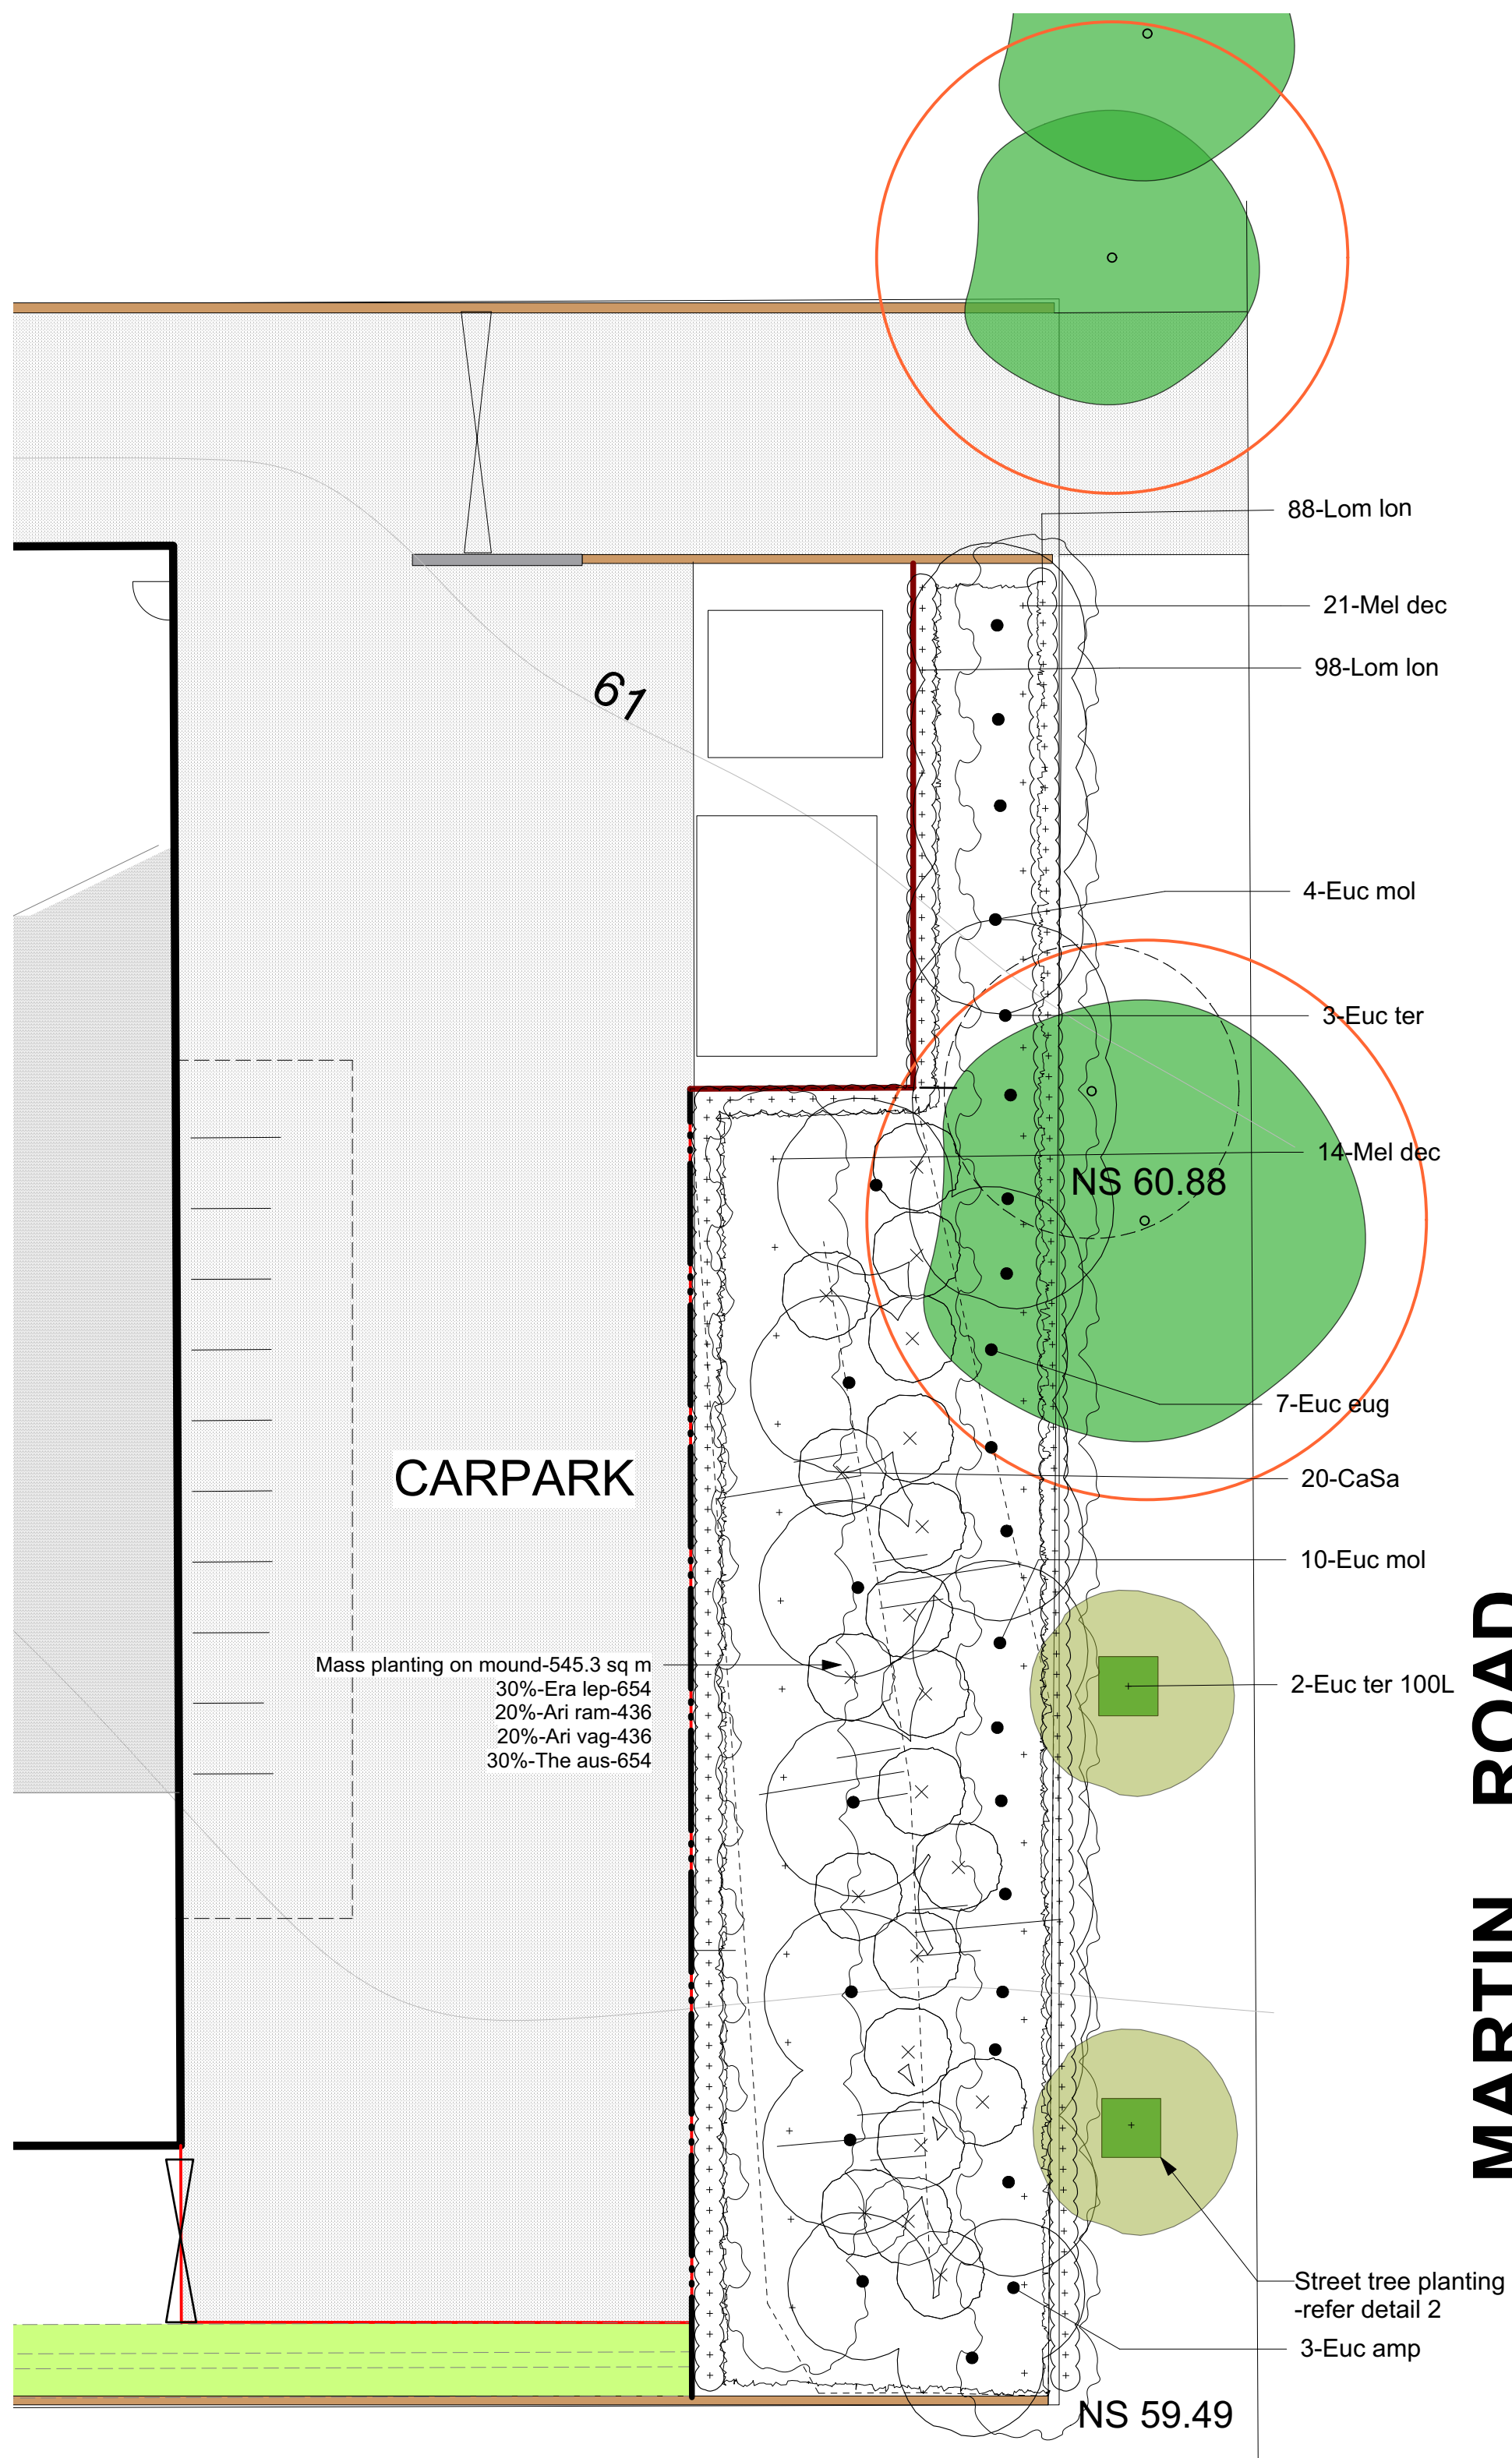 88-Lom lon
21-Mel dec
61
98-Lom lon
4-Euc mol
3-Euc ter
14-Mel dec
NS 60.88
7-Euc eug
CARPARK
20-CaSa
10-Euc mol
Mass planting on mound-545.3 sq m
30%-Era lep-654
20%-Ari ram-436
20%-Ari vag-436
30%-The aus-654
2-Euc ter 100L
MARTIN ROAD
Street tree planting
-refer detail 2
3-Euc amp
NS 59.49